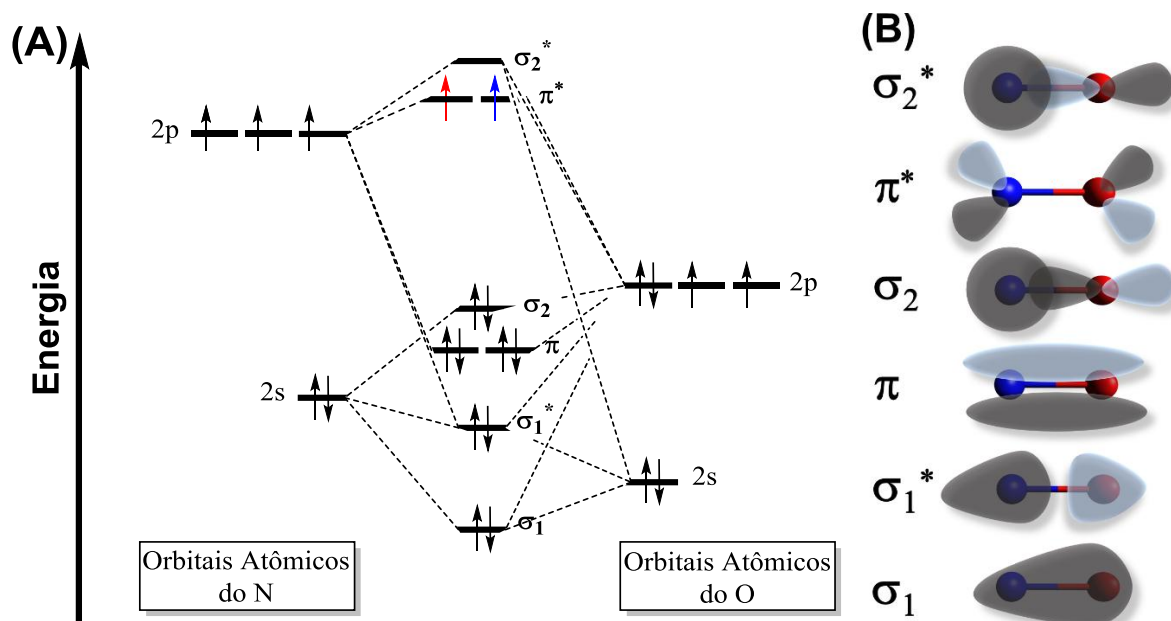 (A)
Energia
σ₂*
π*
2p
2p
σ₂
π
2s
σ₁*
2s
σ₁
Orbitais Atômicos
do N
Orbitais Atômicos
do O
(B)
σ₂*
π*
σ₂
π
σ₁*
σ₁